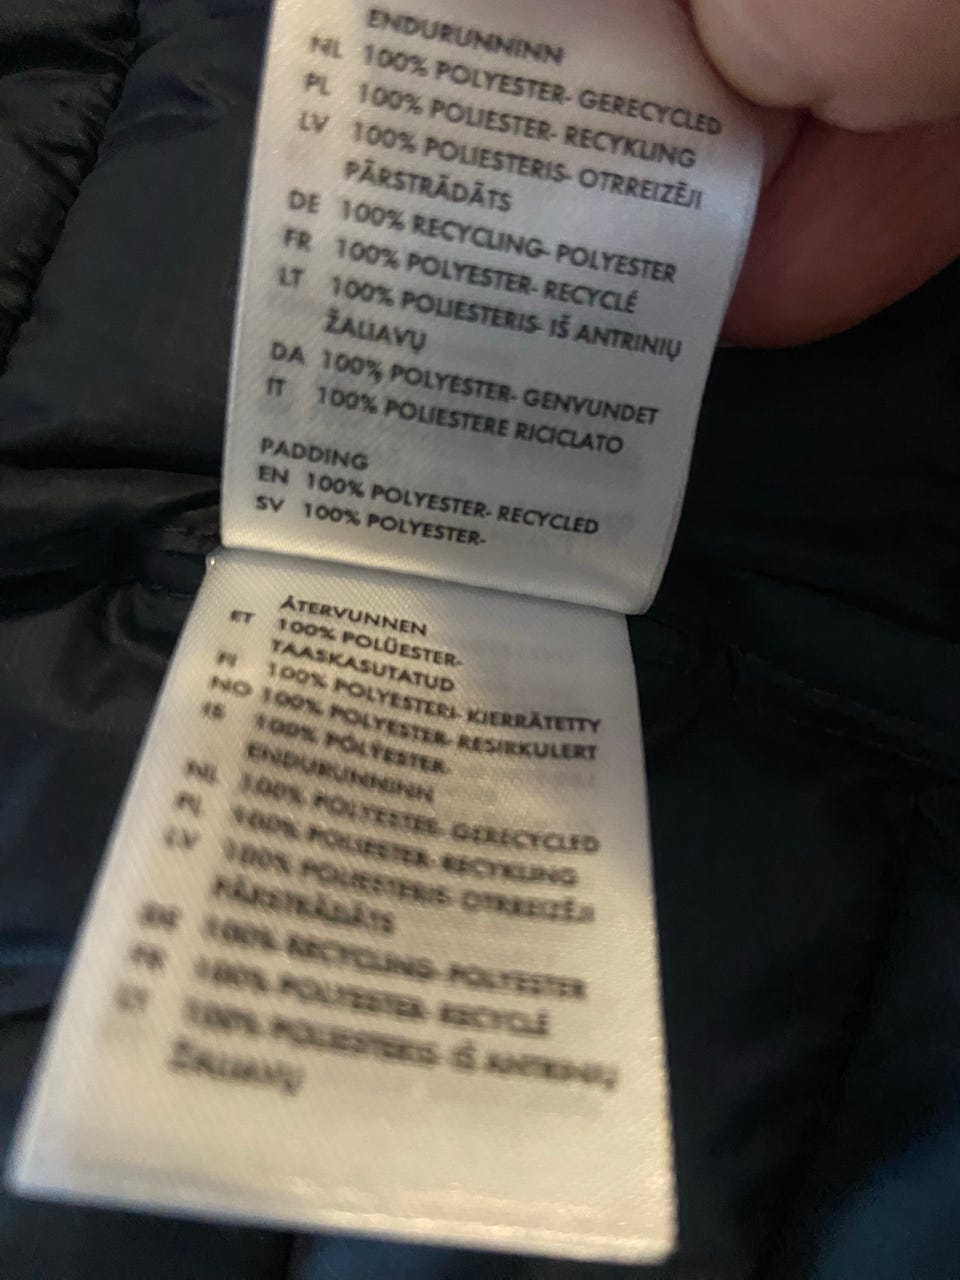 ENDURUNNINN
NL 100% POLYESTER- GERECYCLED
PL 100% POLIESTER- RECYKLING
LV 100% POLIESTERIS- OTRREIZĒJI
PĀRSTRĀDĀTS
DE 100% RECYCLING- POLYESTER
FR 100% POLYESTER- RECYCLÉ
LT 100% POLIESTERIS- IŠ ANTRINIŲ
ŽALIAVŲ
DA 100% POLYESTER- GENVUNDET
IT 100% POLIESTERE RICICLATO
PADDING
EN 100% POLYESTER- RECYCLED
SV 100% POLYESTER-
ÅTERVUNNEN
ET 100% POLÜESTER-
TAASKASUTATUD
FI 100% POLYESTERI- KIERRÄTETTY
NO 100% POLYESTER- RESIRKULERT
IS 100% PÓLÝESTER-
ENDURUNNINN
NL 100% POLYESTER- GERECYCLED
PL 100% POLIESTER- RECYKLING
LV 100% POLIESTERIS- OTRREIZĒJI
PĀRSTRĀDĀTS
DE 100% RECYCLING- POLYESTER
FR 100% POLYESTER- RECYCLÉ
LT 100% POLIESTERIS- IŠ ANTRINIŲ
ŽALIAVŲ